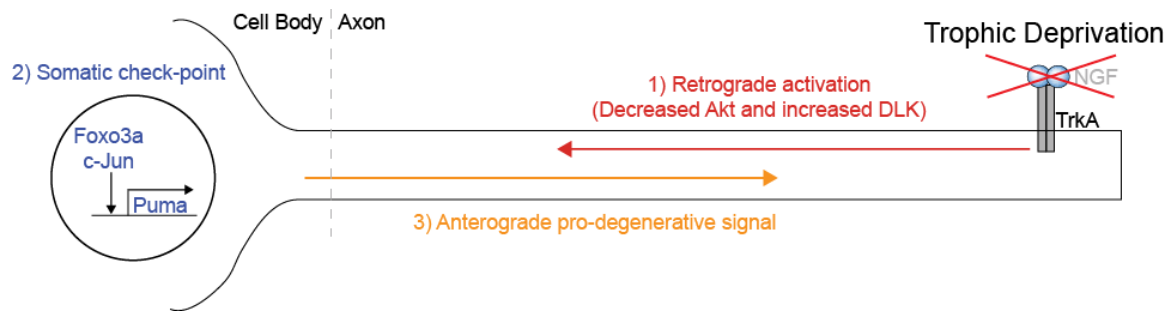 Cell Body Axon
Trophic Deprivation
2) Somatic check-point
NGF
1) Retrograde activation
(Decreased Akt and increased DLK)
TrkA
Foxo3a
c-Jun
Puma
3) Anterograde pro-degenerative signal